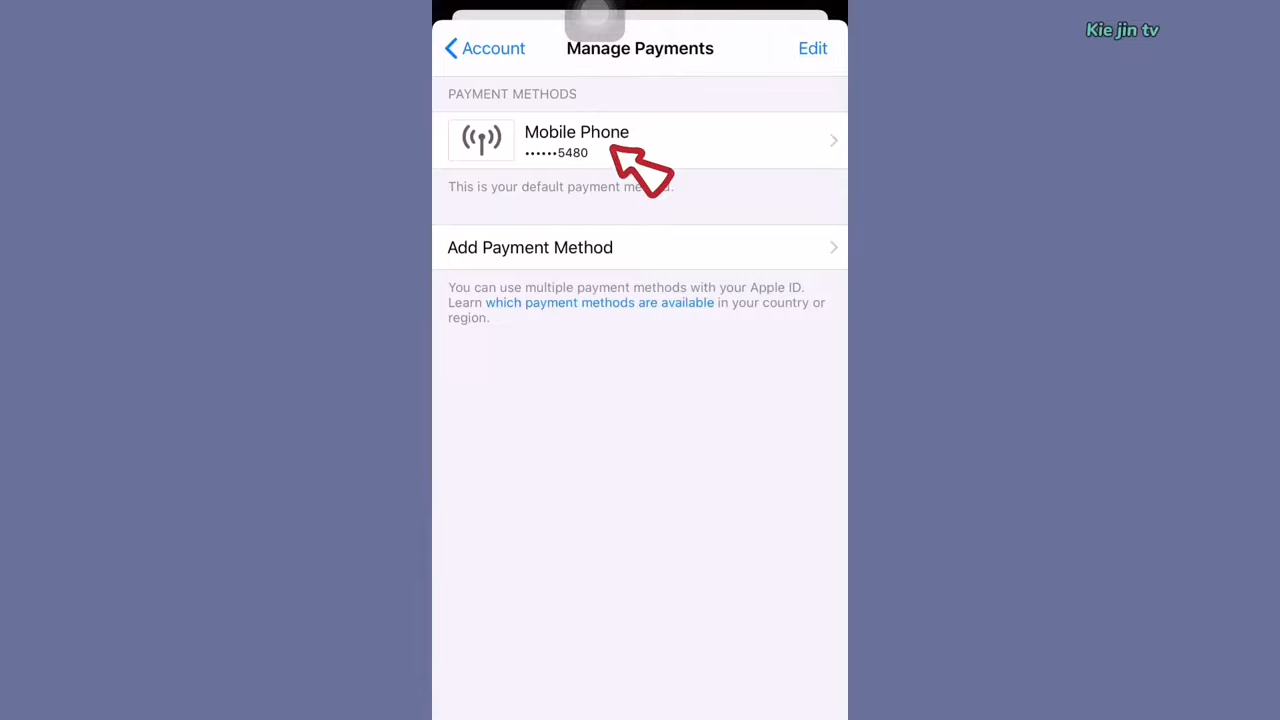 Kie jin tv
Account
Manage Payments
Edit
PAYMENT METHODS
Mobile Phone
••••••5480
This is your default payment me d.
Add Payment Method
You can use multiple payment methods with your Apple ID.
Learn which payment methods are available in your country or
region.